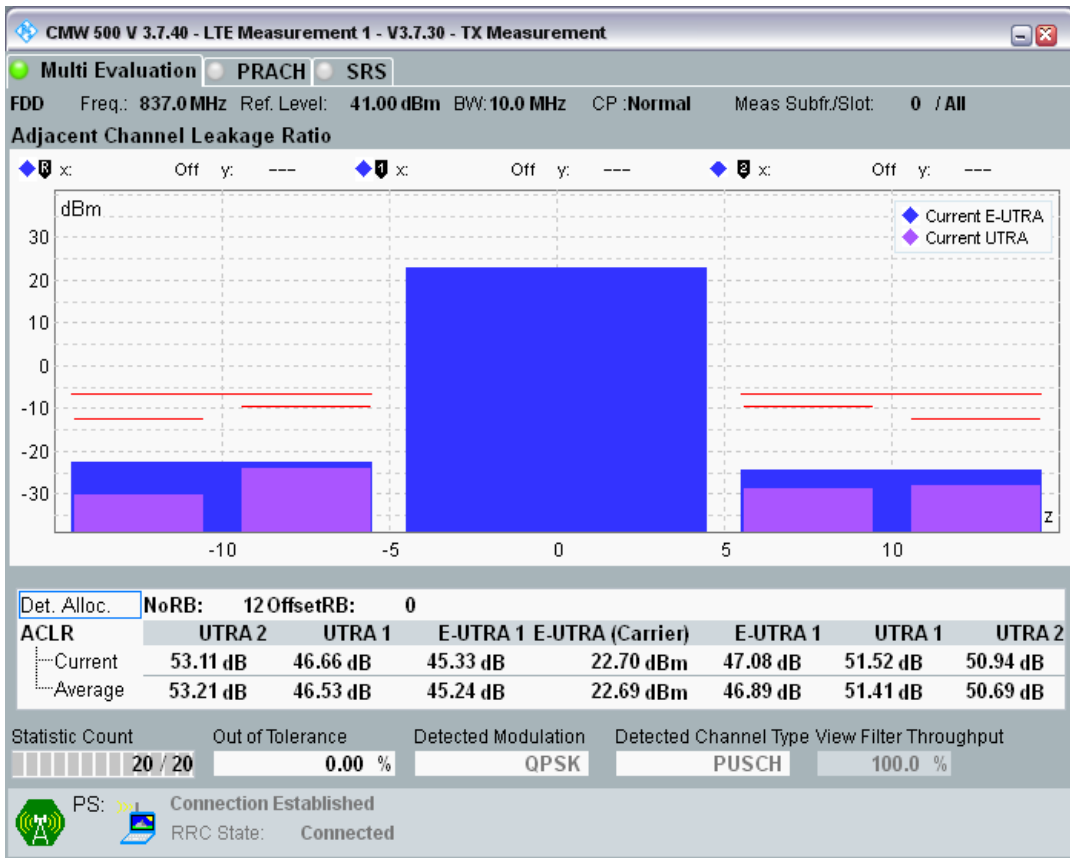 CMW 500 V 3.7.40 - LTE Measurement 1 - V3.7.30 - TX Measurement
Multi Evaluation PRACH SRS
FDD Freq.: 837.0 MHz Ref. Level: 41.00 dBm BW: 10.0 MHz CP :Normal Meas Subfr./Slot: 0 / All
Adjacent Channel Leakage Ratio
R x: Off y: --- 1 x: Off y: --- 2 x: Off y: ---
dBm
Current E-UTRA
Current UTRA
30
20
10
0
-10
-20
-30
z
-10 -5 0 5 10
Det. Alloc. NoRB: 12 OffsetRB: 0
ACLR UTRA 2 UTRA 1 E-UTRA 1 E-UTRA (Carrier) E-UTRA 1 UTRA 1 UTRA 2
Current 53.11 dB 46.66 dB 45.33 dB 22.70 dBm 47.08 dB 51.52 dB 50.94 dB
Average 53.21 dB 46.53 dB 45.24 dB 22.69 dBm 46.89 dB 51.41 dB 50.69 dB
Statistic Count Out of Tolerance Detected Modulation Detected Channel Type View Filter Throughput
20 / 20 0.00 % QPSK PUSCH 100.0 %
PS: Connection Established
RRC State: Connected